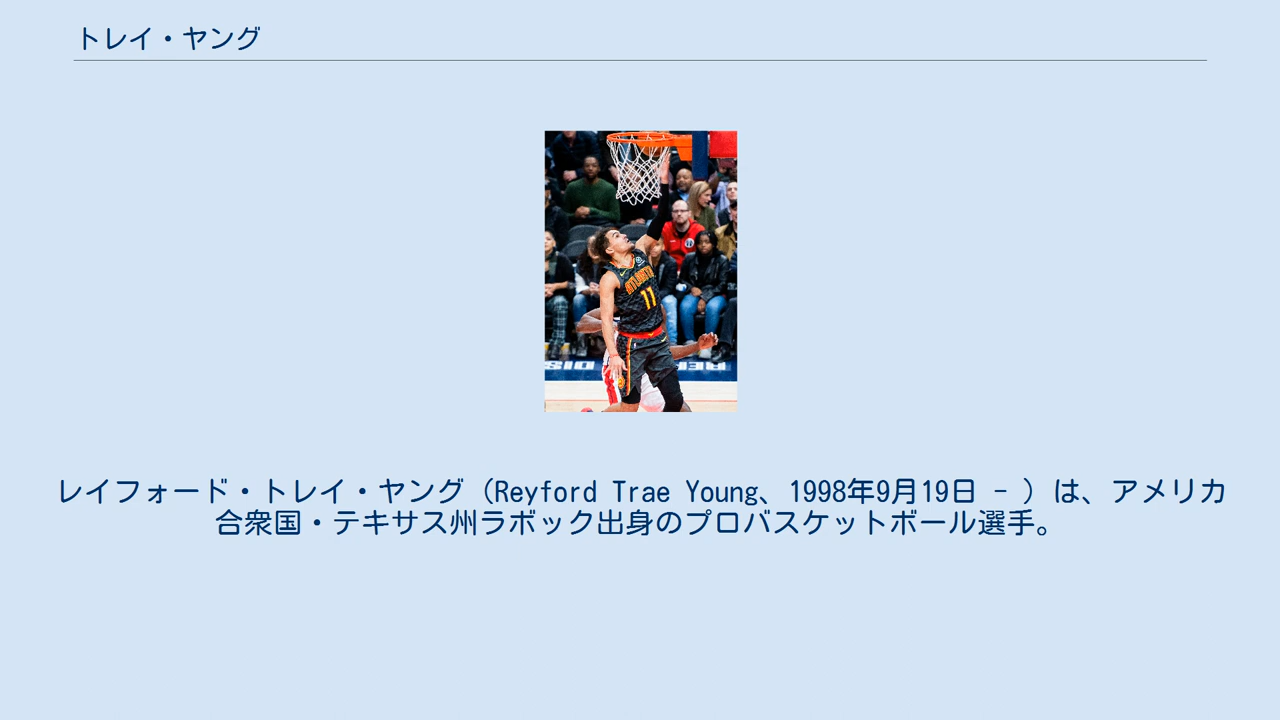 トレイ・ヤング
ATLANTA
11
レイフォード・トレイ・ヤング（Reyford Trae Young、1998年9月19日 - ）は、アメリカ
合衆国・テキサス州ラボック出身のプロバスケットボール選手。